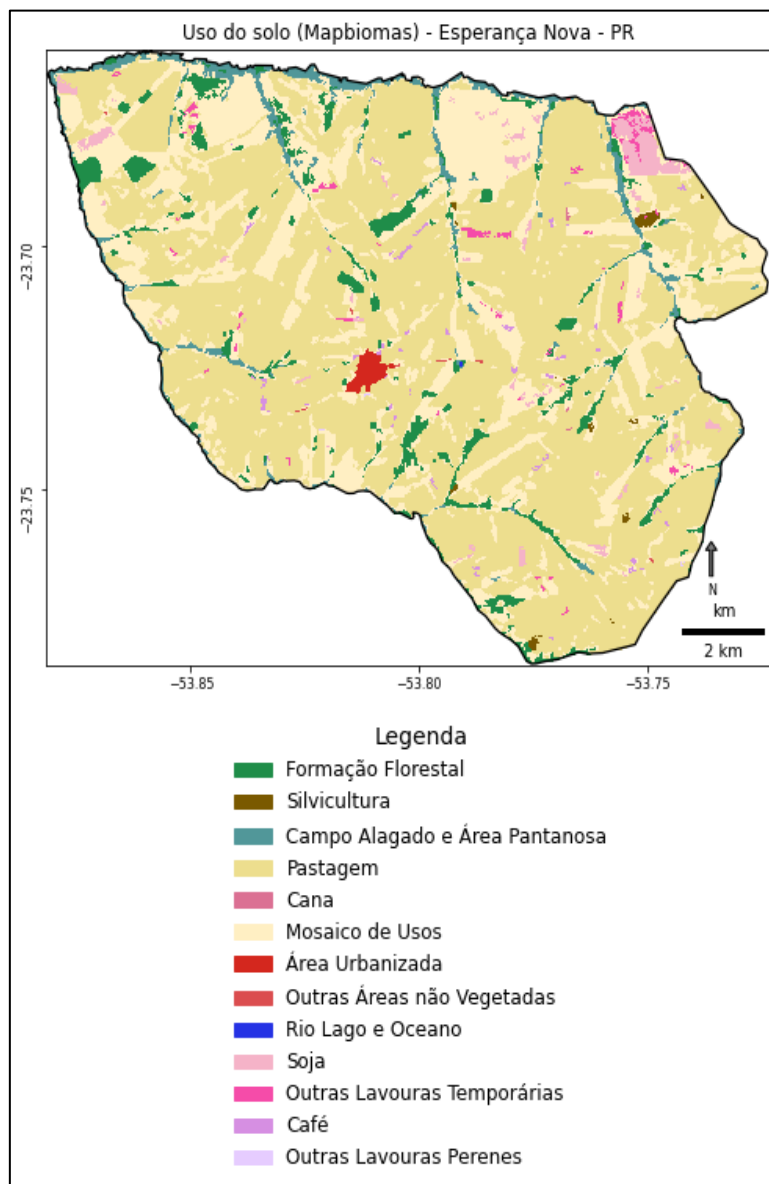 Uso do solo (Mapbiomas) - Esperança Nova - PR
−23.70
−23.75
N
km
2 km
−53.85
−53.80
−53.75
Legenda
Formação Florestal
Silvicultura
Campo Alagado e Área Pantanosa
Pastagem
Cana
Mosaico de Usos
Área Urbanizada
Outras Áreas não Vegetadas
Rio Lago e Oceano
Soja
Outras Lavouras Temporárias
Café
Outras Lavouras Perenes